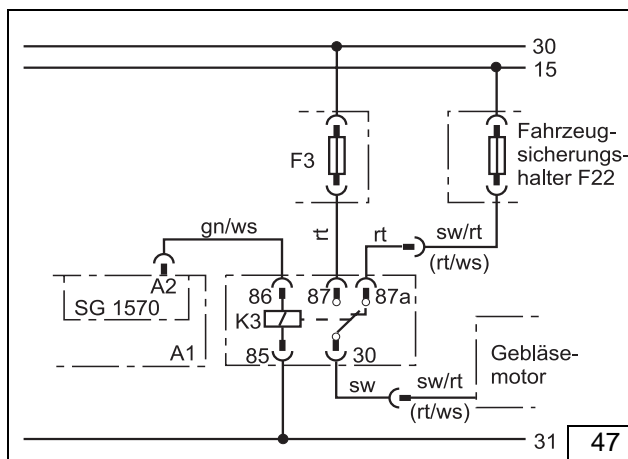 30
15
F3
Fahrzeug-
sicherungs-
halter F22
gn/ws
rt
rt
sw/rt
(rt/ws)
A2
SG 1570
A1
86
87
87a
K3
85
30
sw
sw/rt
(rt/ws)
Gebläse-
motor
31
47